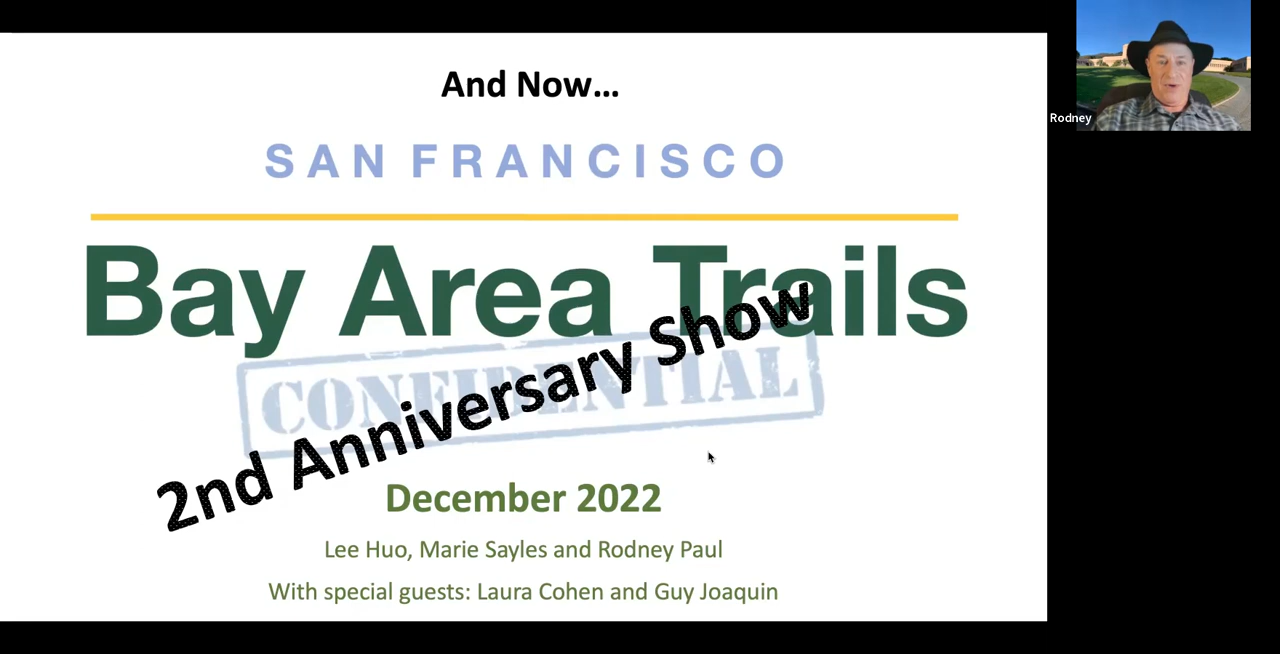 And Now...
SAN FRANCISCO
Bay Area Trails
CONFIDENTIAL
2nd Anniversary Show
December 2022
Lee Huo, Marie Sayles and Rodney Paul
With special guests: Laura Cohen and Guy Joaquin
Rodney